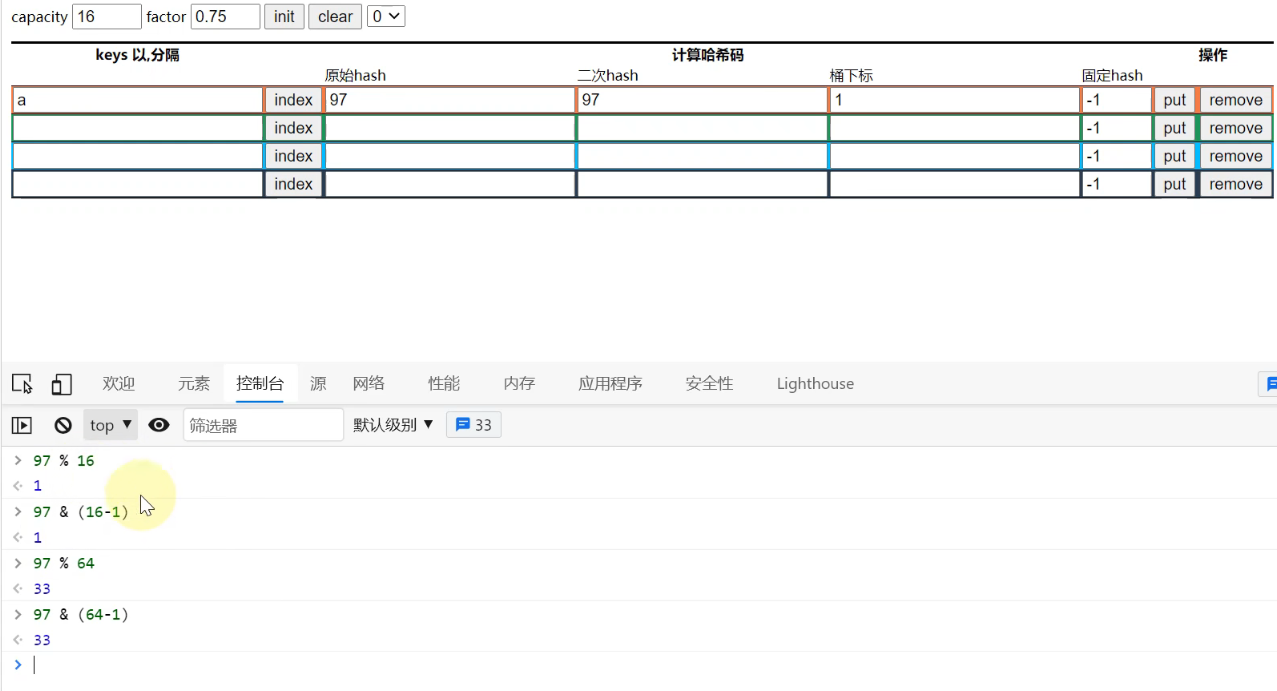 capacity 16 factor 0.75 init clear 0
keys 以,分隔 计算哈希码 操作
原始hash 二次hash 桶下标 固定hash
a index 97 97 1 -1 put remove
index -1 put remove
index -1 put remove
index -1 put remove
欢迎 元素 控制台 源 网络 性能 内存 应用程序 安全性 Lighthouse
top 筛选器 默认级别 33
> 97 % 16
1
> 97 & (16-1)
1
> 97 % 64
33
> 97 & (64-1)
33
>